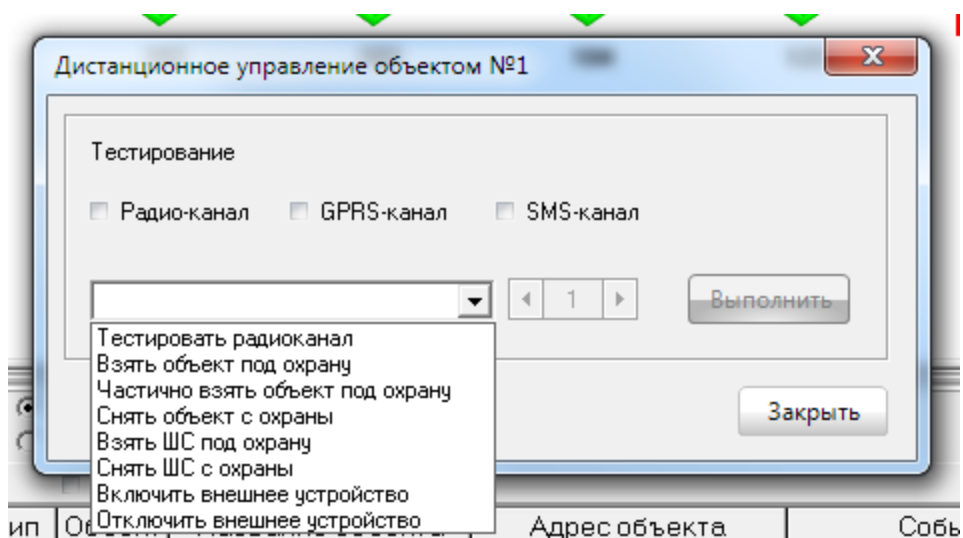 Дистанционное управление объектом №1
Тестирование
Радио-канал GPRS-канал SMS-канал
1 Выполнить
Тестировать радиоканал
Взять объект под охрану
Частично взять объект под охрану
Снять объект с охраны
Взять ШС под охрану
Снять ШС с охраны
Включить внешнее устройство
Отключить внешнее устройство
Закрыть
ип Адрес объекта Собы